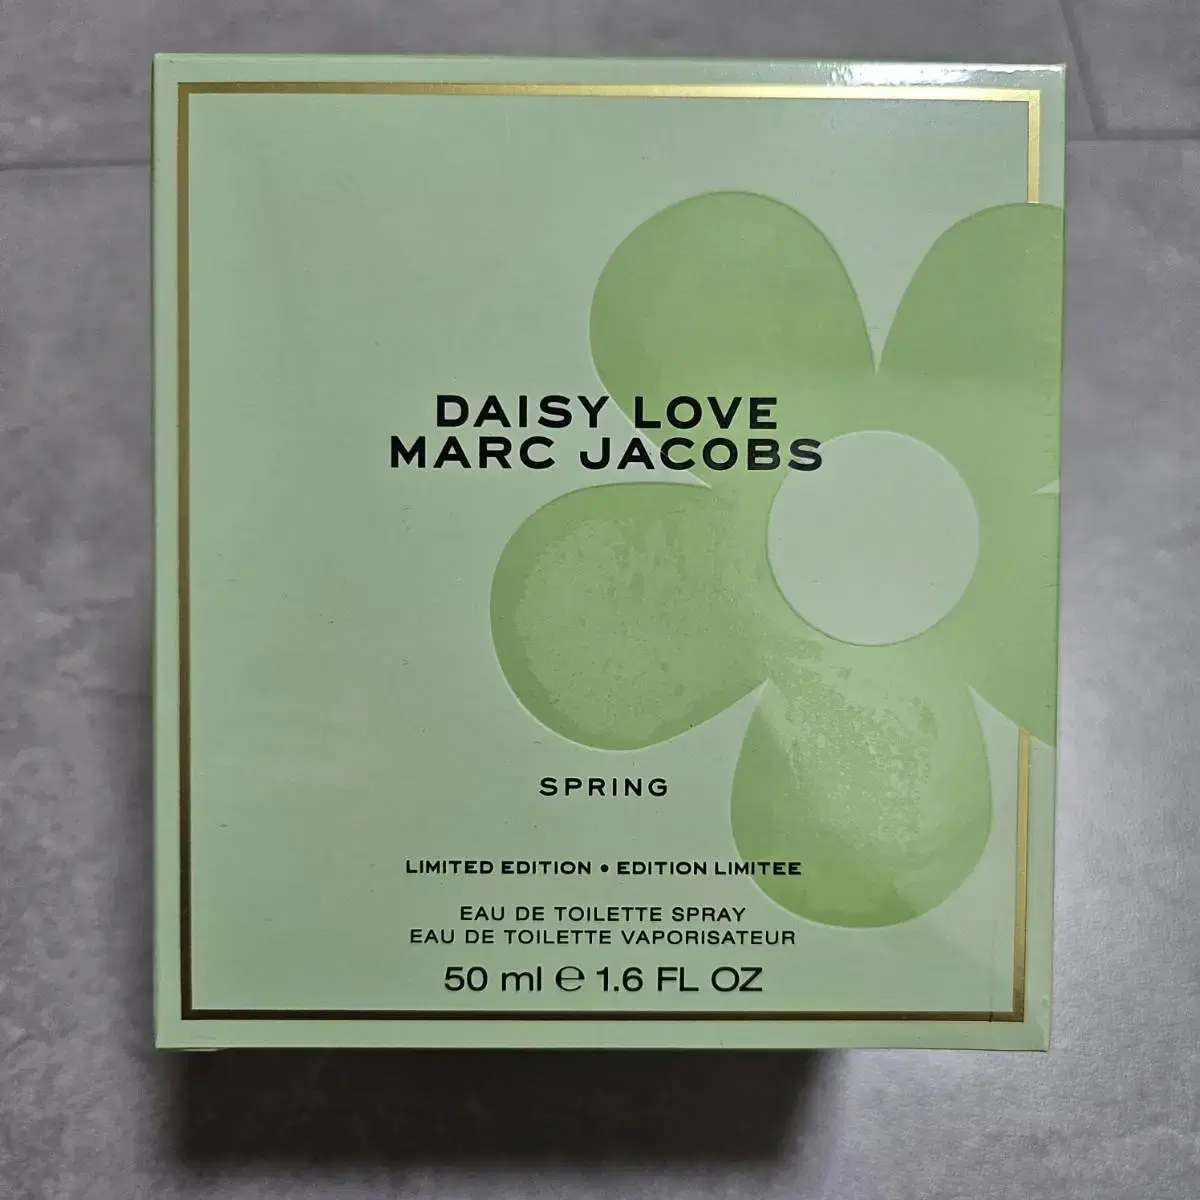 DAISY LOVE
MARC JACOBS
SPRING
LIMITED EDITION • EDITION LIMITEE
EAU DE TOILETTE SPRAY
EAU DE TOILETTE VAPORISATEUR
50 ml ℮ 1.6 FL OZ